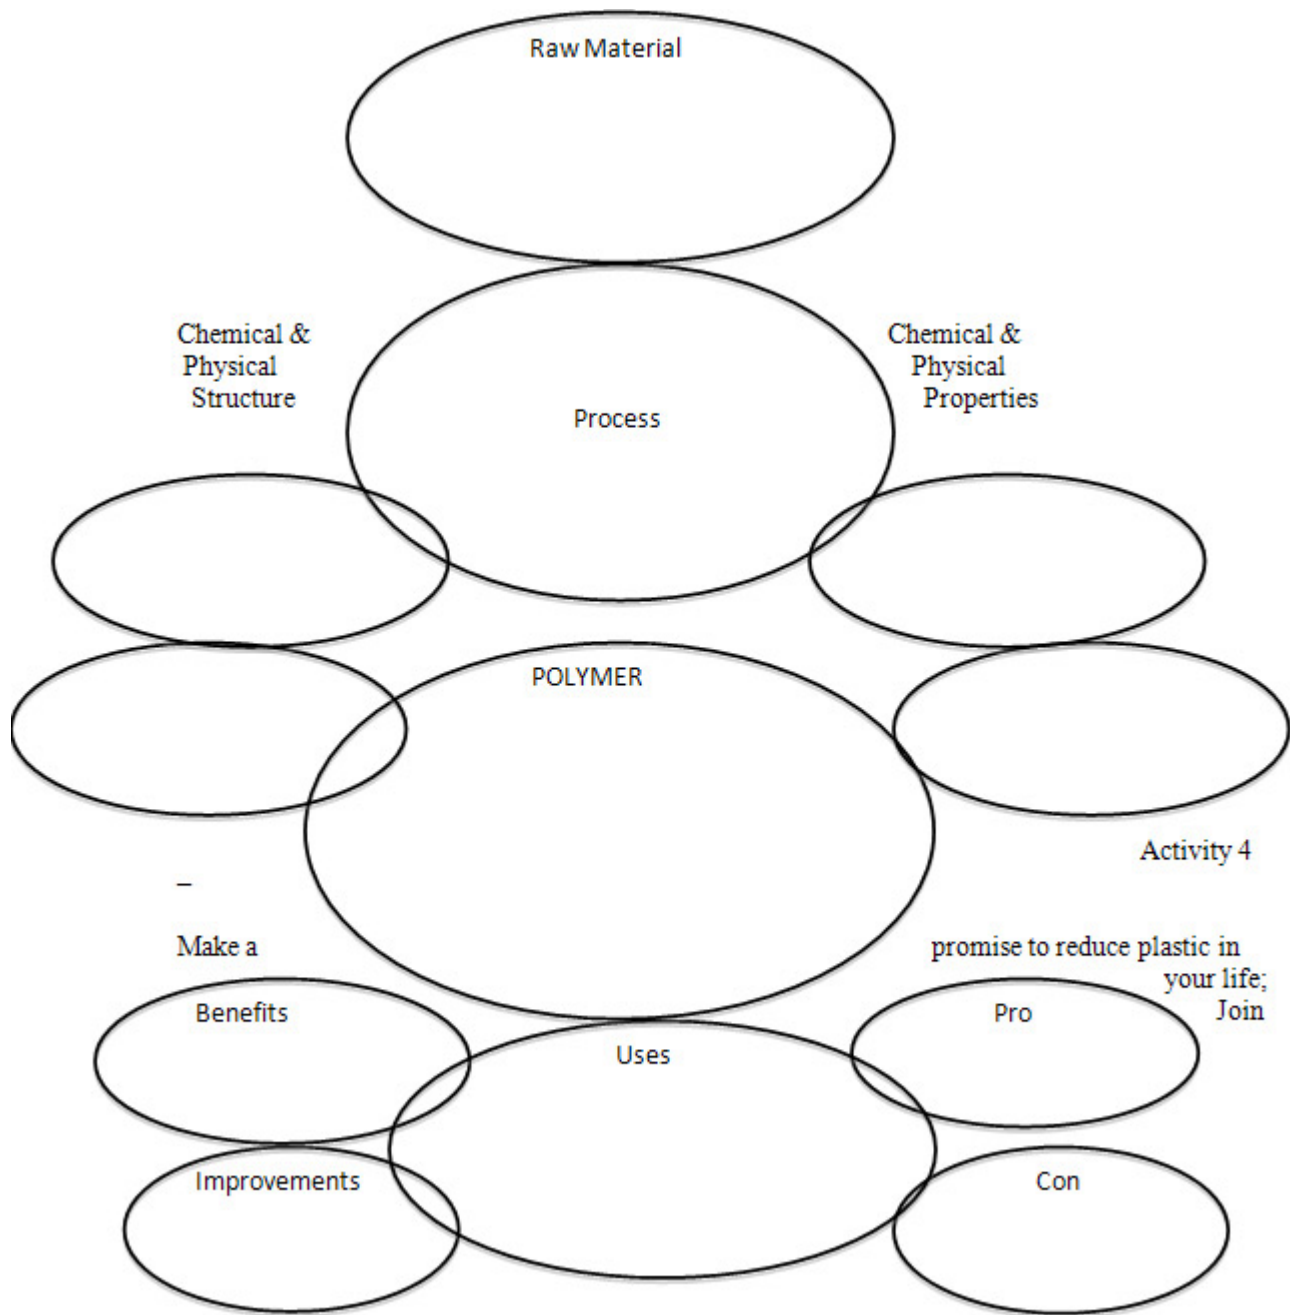 Raw Material
Chemical &
Physical
Structure
Chemical &
Physical
Properties
Process
POLYMER
Activity 4
–
Make a
promise to reduce plastic in
your life;
Join
Benefits
Pro
Uses
Improvements
Con